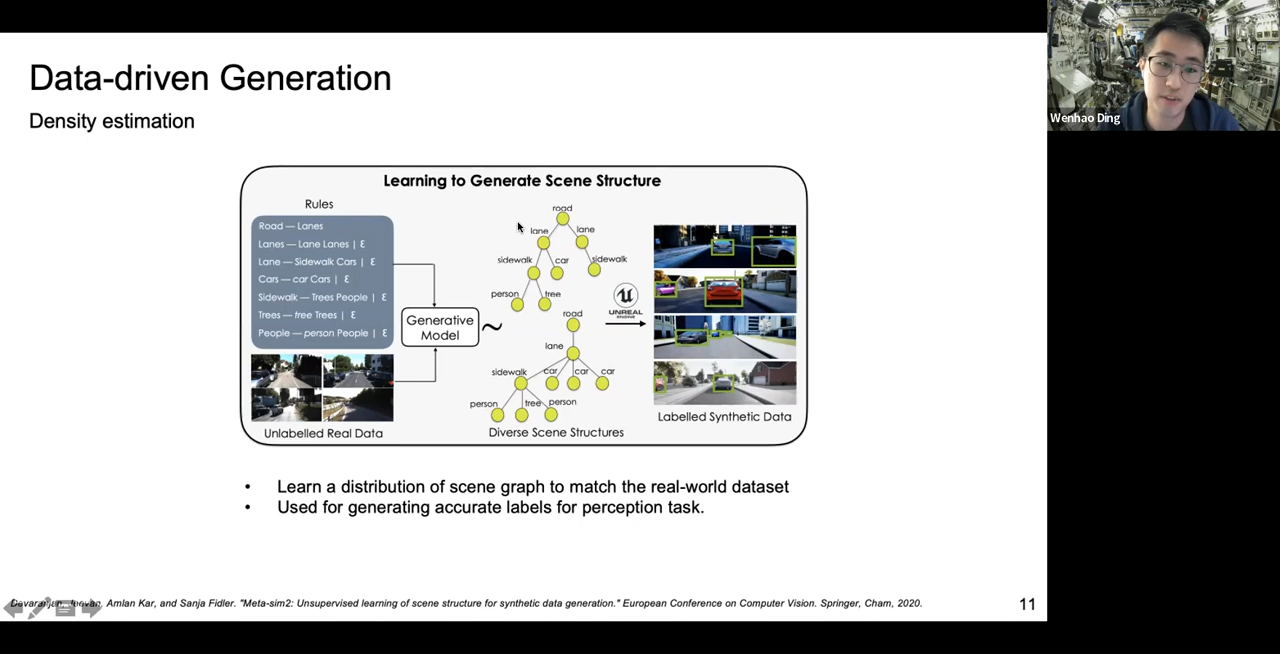 Data-driven Generation
Density estimation
Wenhao Ding
Learning to Generate Scene Structure
Rules
Road — Lanes
Lanes — Lane Lanes | ε
Lane — Sidewalk Cars | ε
Cars — car Cars | ε
Sidewalk — Trees People | ε
Trees — tree Trees | ε
People — person People | ε
Unlabelled Real Data
Generative
Model
~
road
lane lane
sidewalk car sidewalk
person tree
road
lane
sidewalk car car car
person tree person
Diverse Scene Structures
UNREAL
ENGINE
Labelled Synthetic Data
• Learn a distribution of scene graph to match the real-world dataset
• Used for generating accurate labels for perception task.
Amlan Kar, and Sanja Fidler. "Meta-sim2: Unsupervised learning of scene structure for synthetic data generation." European Conference on Computer Vision. Springer, Cham, 2020.
11